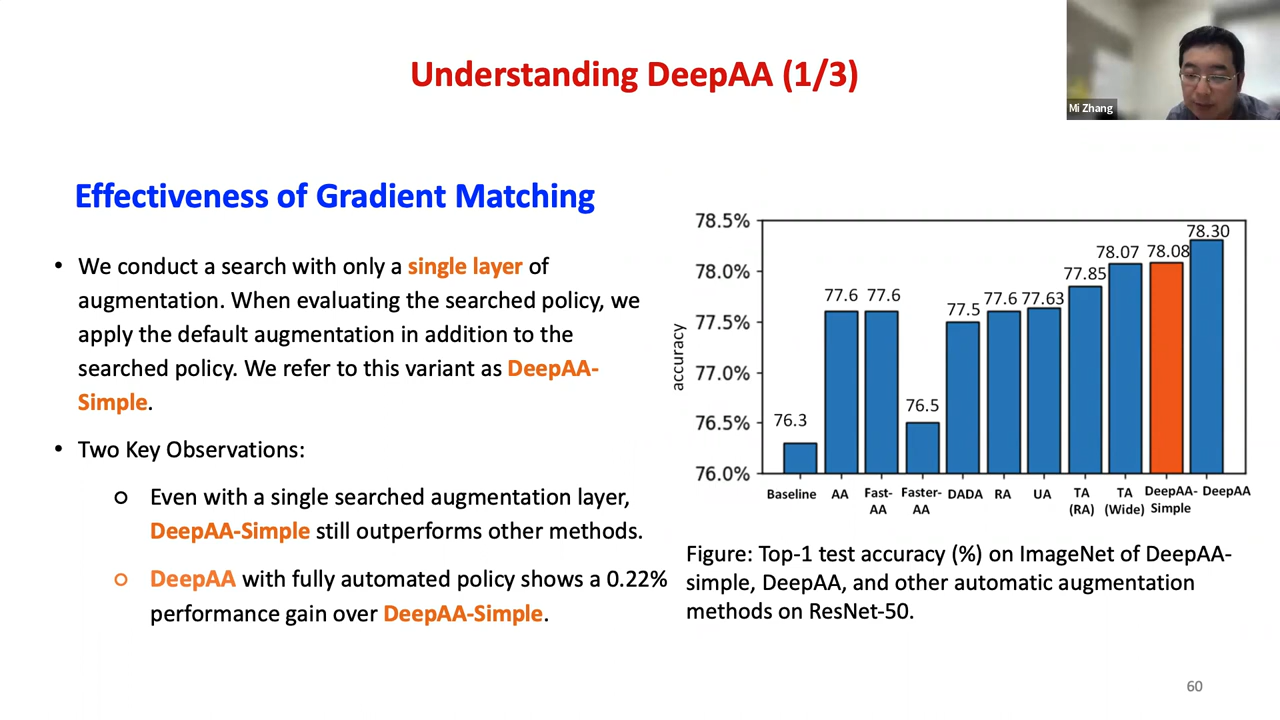 Understanding DeepAA (1/3)
Mi Zhang
Effectiveness of Gradient Matching
• We conduct a search with only a single layer of
augmentation. When evaluating the searched policy, we
apply the default augmentation in addition to the
searched policy. We refer to this variant as DeepAA-
Simple.
• Two Key Observations:
o Even with a single searched augmentation layer,
DeepAA-Simple still outperforms other methods.
o DeepAA with fully automated policy shows a 0.22%
performance gain over DeepAA-Simple.
accuracy
78.5%
78.0%
77.5%
77.0%
76.5%
76.0%
76.3
77.6
77.6
76.5
77.5
77.6
77.63
77.85
78.07
78.08
78.30
Baseline
AA
Fast-
AA
Faster-
AA
DADA
RA
UA
TA
(RA)
TA
(Wide)
DeepAA-
Simple
DeepAA
Figure: Top-1 test accuracy (%) on ImageNet of DeepAA-
simple, DeepAA, and other automatic augmentation
methods on ResNet-50.
60